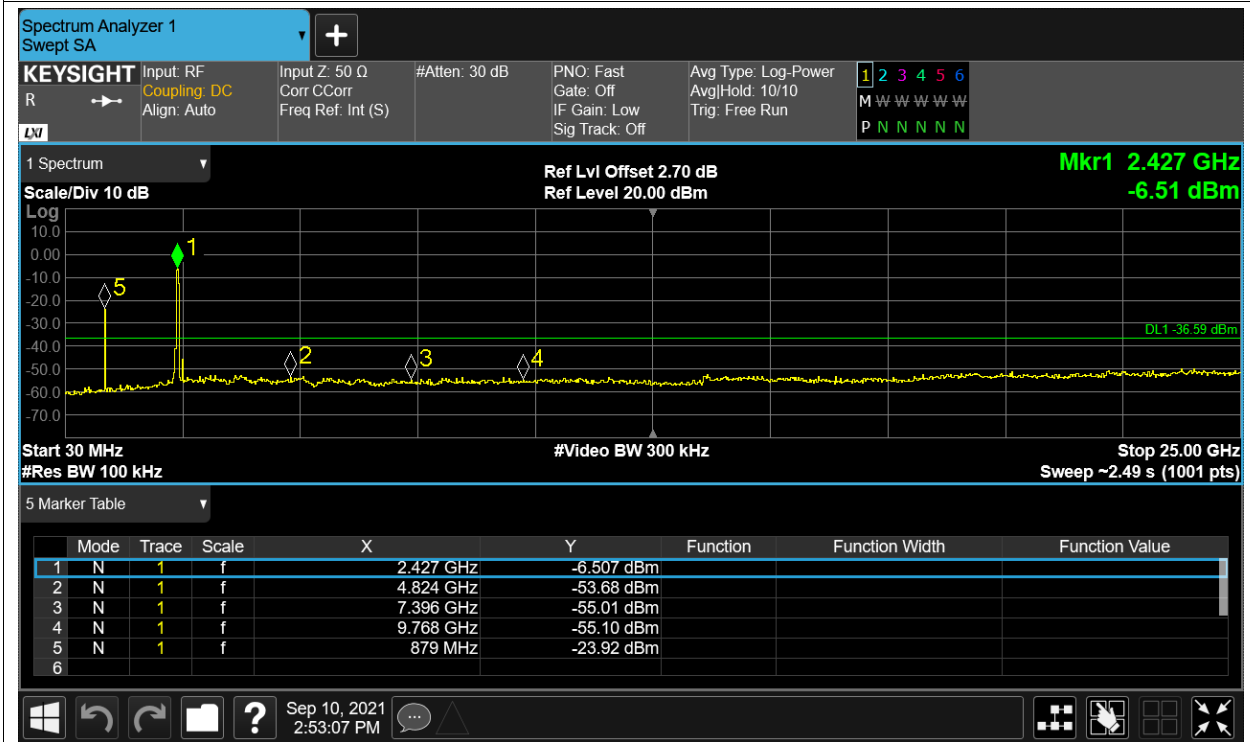 Spectrum Analyzer 1
Swept SA
+
KEYSIGHT
R
LXI
Input: RF
Coupling: DC
Align: Auto
Input Z: 50 Ω
Corr CCorr
Freq Ref: Int (S)
#Atten: 30 dB
PNO: Fast
Gate: Off
IF Gain: Low
Sig Track: Off
Avg Type: Log-Power
Avg|Hold: 10/10
Trig: Free Run
1 2 3 4 5 6
M W W W W W
P N N N N N
1 Spectrum
Scale/Div 10 dB
Ref Lvl Offset 2.70 dB
Ref Level 20.00 dBm
Mkr1 2.427 GHz
-6.51 dBm
Log
10.0
0.00
-10.0
-20.0
-30.0
-40.0
-50.0
-60.0
-70.0
1
5
2
3
4
DL1 -36.59 dBm
Start 30 MHz
#Video BW 300 kHz
Stop 25.00 GHz
#Res BW 100 kHz
Sweep ~2.49 s (1001 pts)
5 Marker Table
Mode Trace Scale X Y Function Function Width Function Value
1 N 1 f 2.427 GHz -6.507 dBm
2 N 1 f 4.824 GHz -53.68 dBm
3 N 1 f 7.396 GHz -55.01 dBm
4 N 1 f 9.768 GHz -55.10 dBm
5 N 1 f 879 MHz -23.92 dBm
6
?
Sep 10, 2021
2:53:07 PM